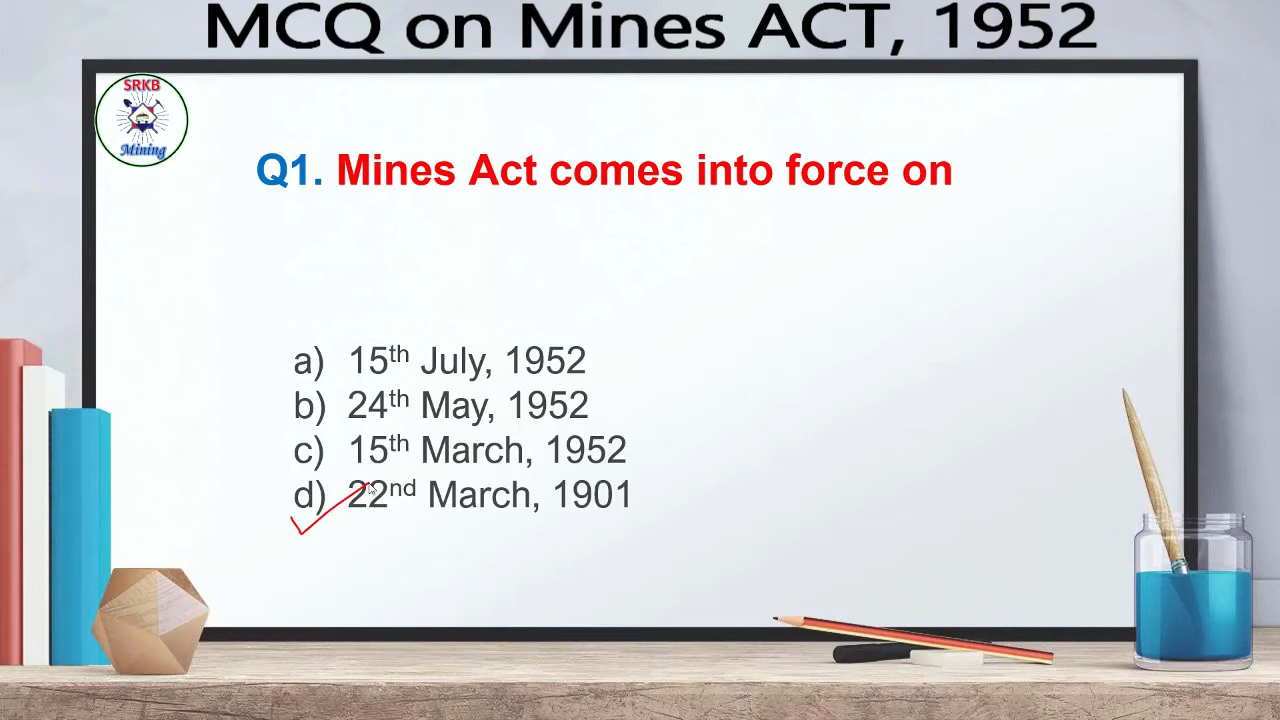 MCQ on Mines ACT, 1952
SRKB
Mining
Q1. Mines Act comes into force on
a) 15th July, 1952
b) 24th May, 1952
c) 15th March, 1952
d) 22nd March, 1901